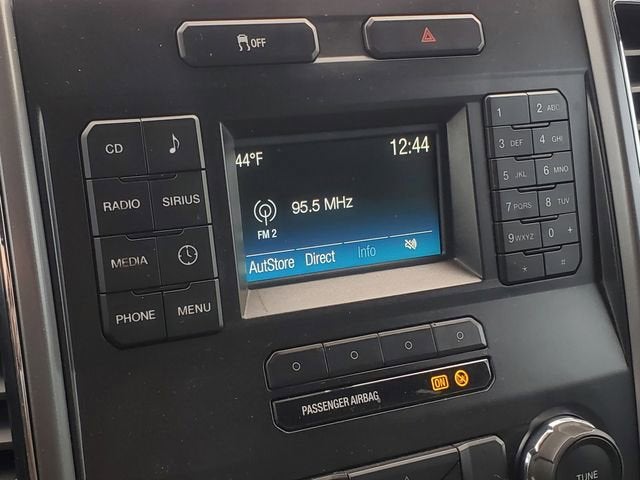 OFF
CD
RADIO SIRIUS
MEDIA
PHONE MENU
44°F 12:44
95.5 MHz
FM 2
AutoStore Direct Info
1 2 ABC
3 DEF 4 GHI
5 JKL 6 MNO
7 PQRS 8 TUV
9 WXYZ 0 +
* #
PASSENGER AIRBAG ON
TUNE